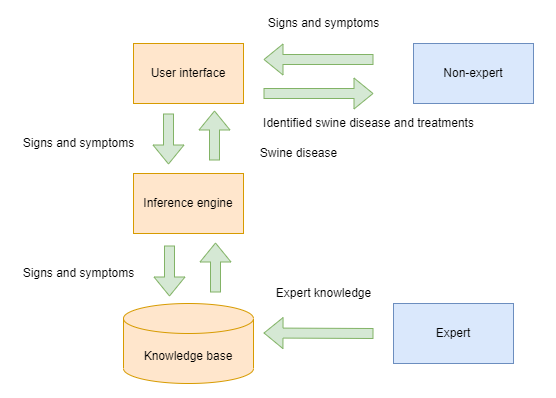 Signs and symptoms
User interface
Non-expert
Identified swine disease and treatments
Signs and symptoms
Swine disease
Inference engine
Signs and symptoms
Expert knowledge
Expert
Knowledge base